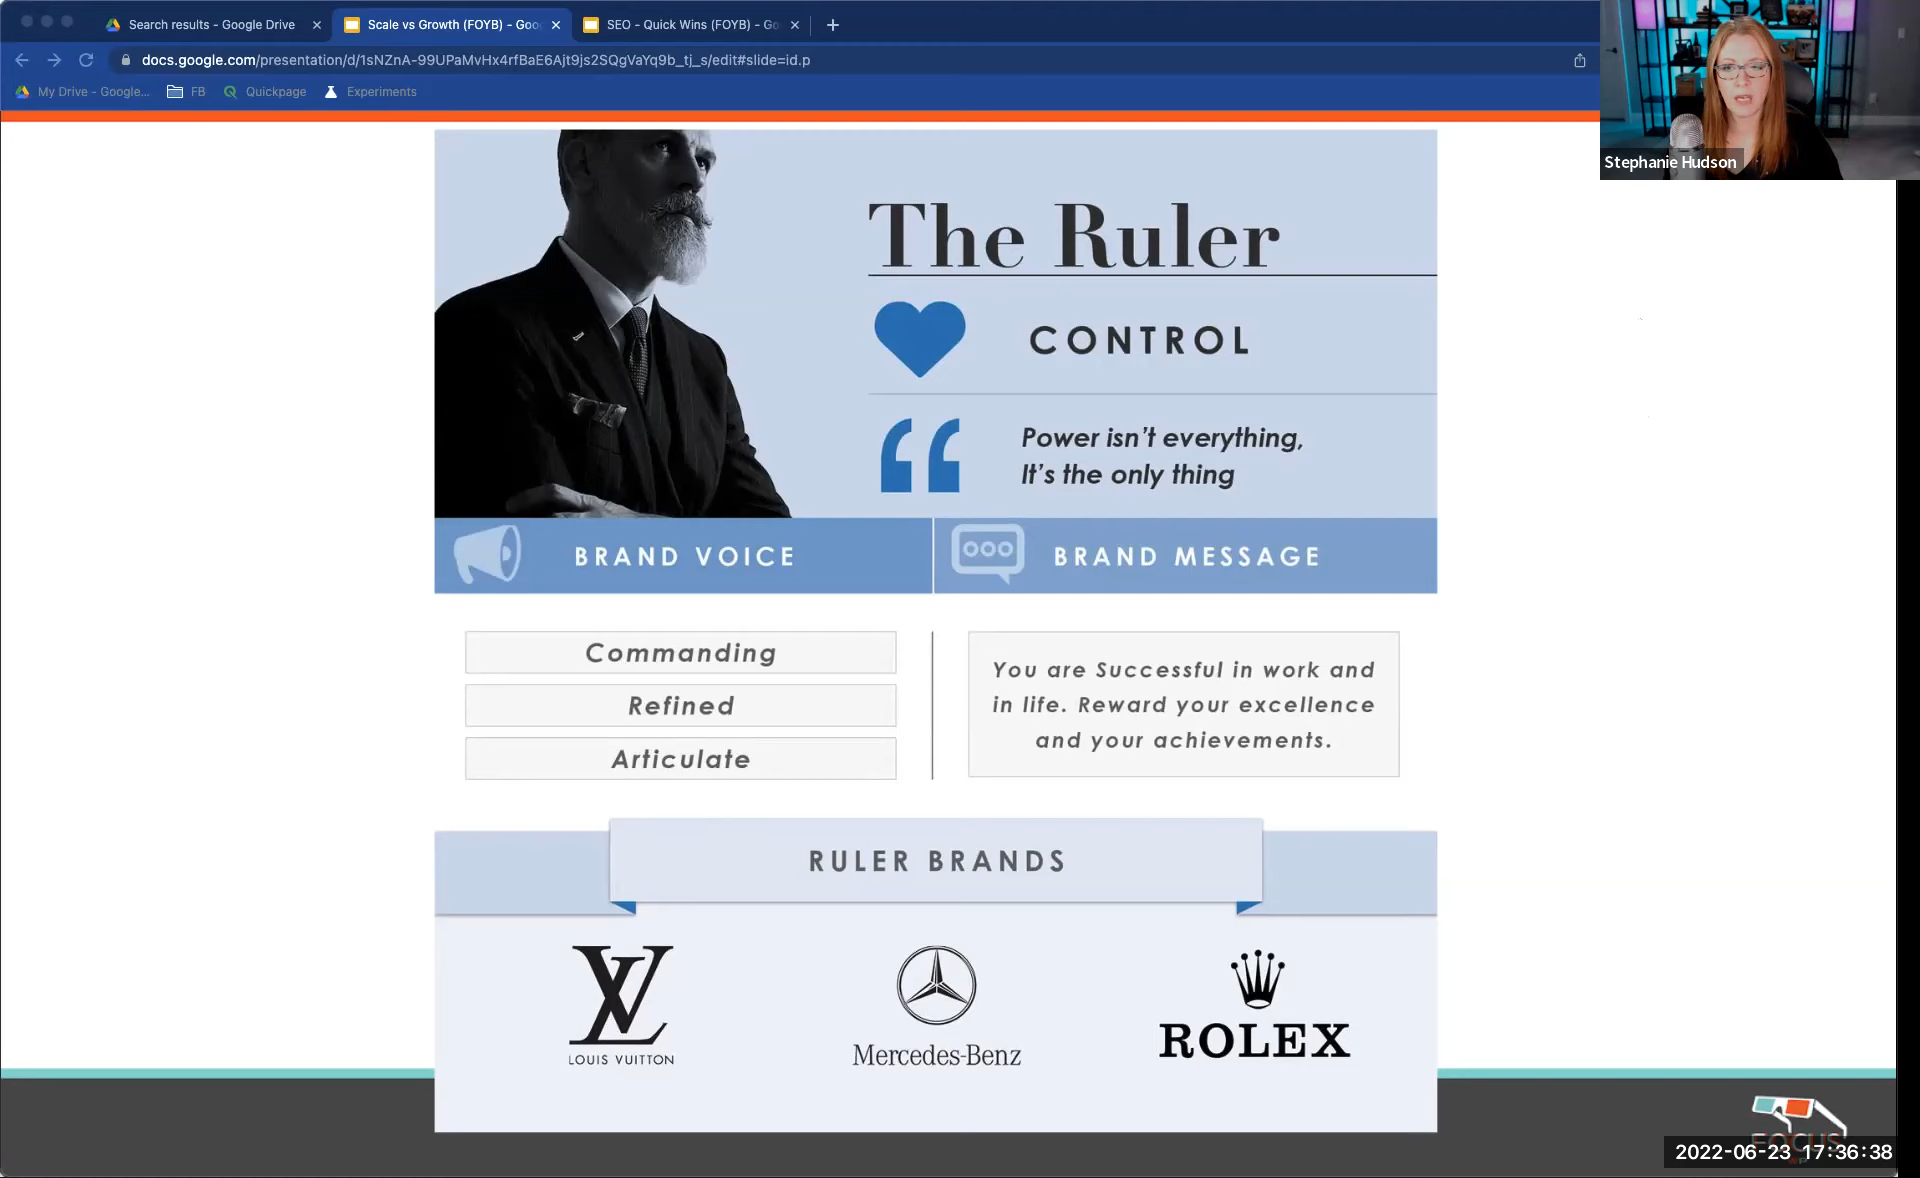 Search results - Google Drive
Scale vs Growth (FOYB) - Goo
SEO - Quick Wins (FOYB) - Go
docs.google.com/presentation/d/1sNZnA-99UPaMvHx4rfBaE6Ajt9js2SQgVaYq9b_tj_s/edit#slide=id.p
My Drive - Google...
FB
Quickpage
Experiments
Stephanie Hudson
The Ruler
CONTROL
Power isn't everything,
It's the only thing
BRAND VOICE
BRAND MESSAGE
Commanding
Refined
Articulate
You are Successful in work and
in life. Reward your excellence
and your achievements.
RULER BRANDS
LV
LOUIS VUITTON
Mercedes-Benz
ROLEX
FOCUS
2022-06-23 17:36:38